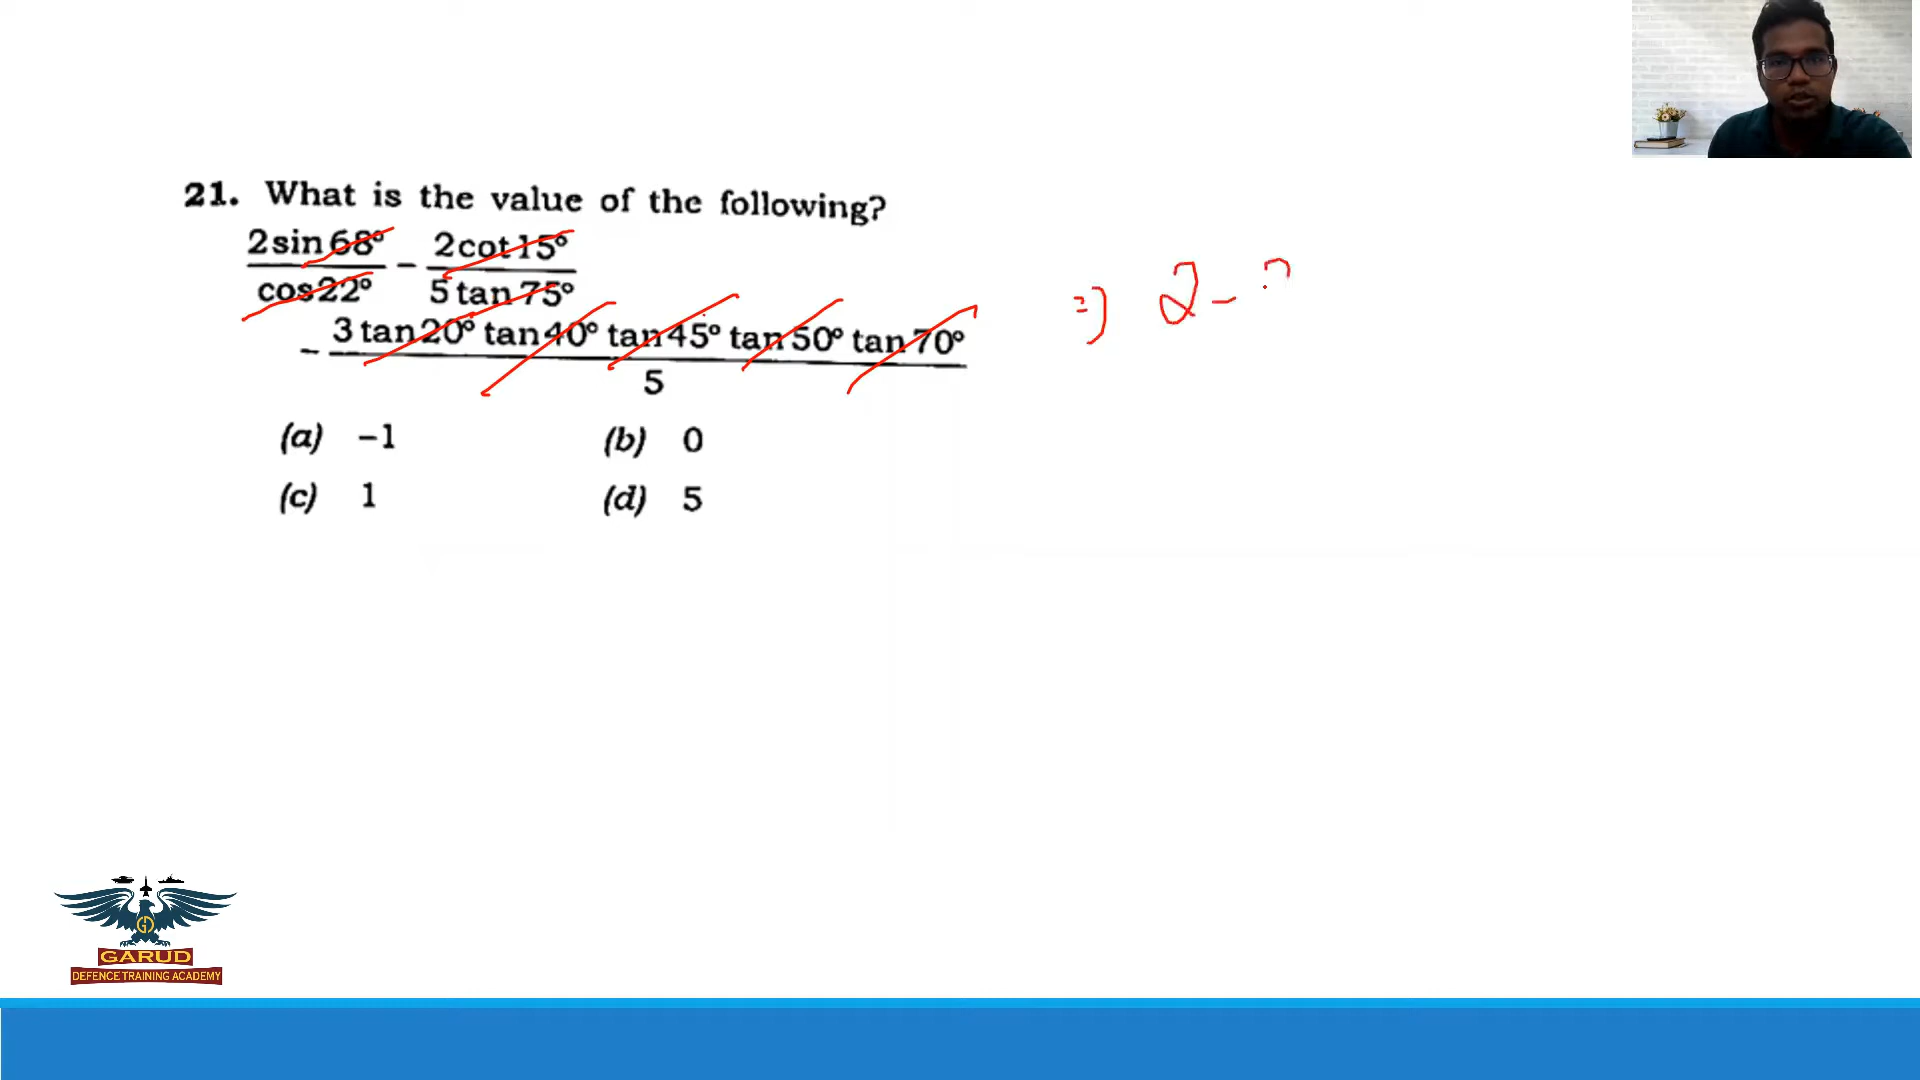 21. What is the value of the following?
2sin68° / cos22° − 2cot15° / 5tan75°
− 3tan20° tan40° tan45° tan50° tan70° / 5
=) 2 −
(a) −1 (b) 0
(c) 1 (d) 5
GARUD
DEFENCE TRAINING ACADEMY